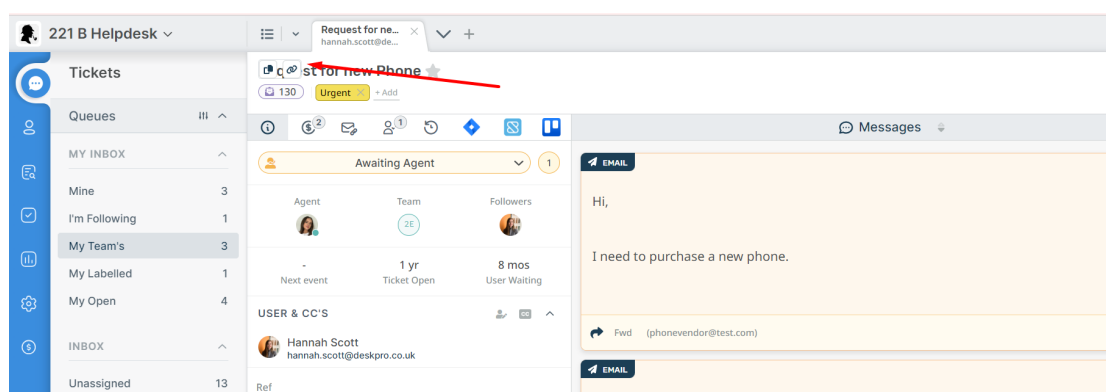 221 B Helpdesk
Request for ne...
hannah.scott@de...
Tickets
quest for new Phone
130
Urgent
+ Add
Queues
MY INBOX
Mine 3
I'm Following 1
My Team's 3
My Labelled 1
My Open 4
INBOX
Unassigned 13
2
1
Awaiting Agent
1
Agent Team Followers
2E
- 1 yr 8 mos
Next event Ticket Open User Waiting
USER & CC'S
CC
Hannah Scott
hannah.scott@deskpro.co.uk
Ref
Messages
EMAIL
Hi,
I need to purchase a new phone.
Fwd (phonevendor@test.com)
EMAIL